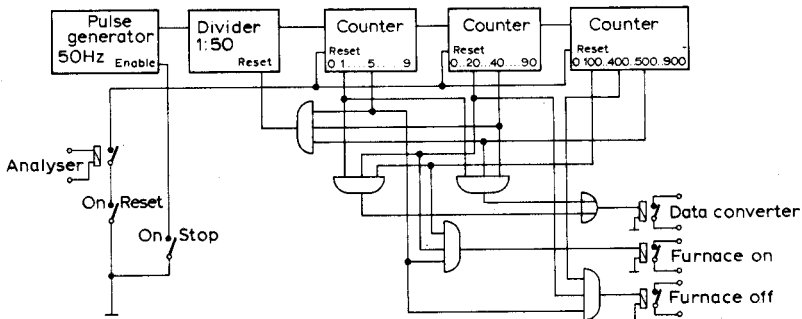 Pulse
generator
50Hz
Enable
Divider
1:50
Reset
Counter
Reset
0 1....5....9
Counter
Reset
0..20..40...90
Counter
Reset
0 100..400..500..900
Analyser
On Reset
On Stop
Data converter
Furnace on
Furnace off